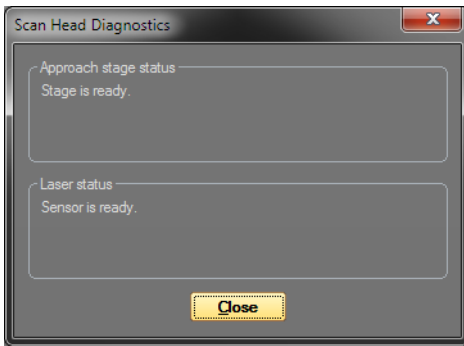 Scan Head Diagnostics
Approach stage status
Stage is ready.
Laser status
Sensor is ready.
Close